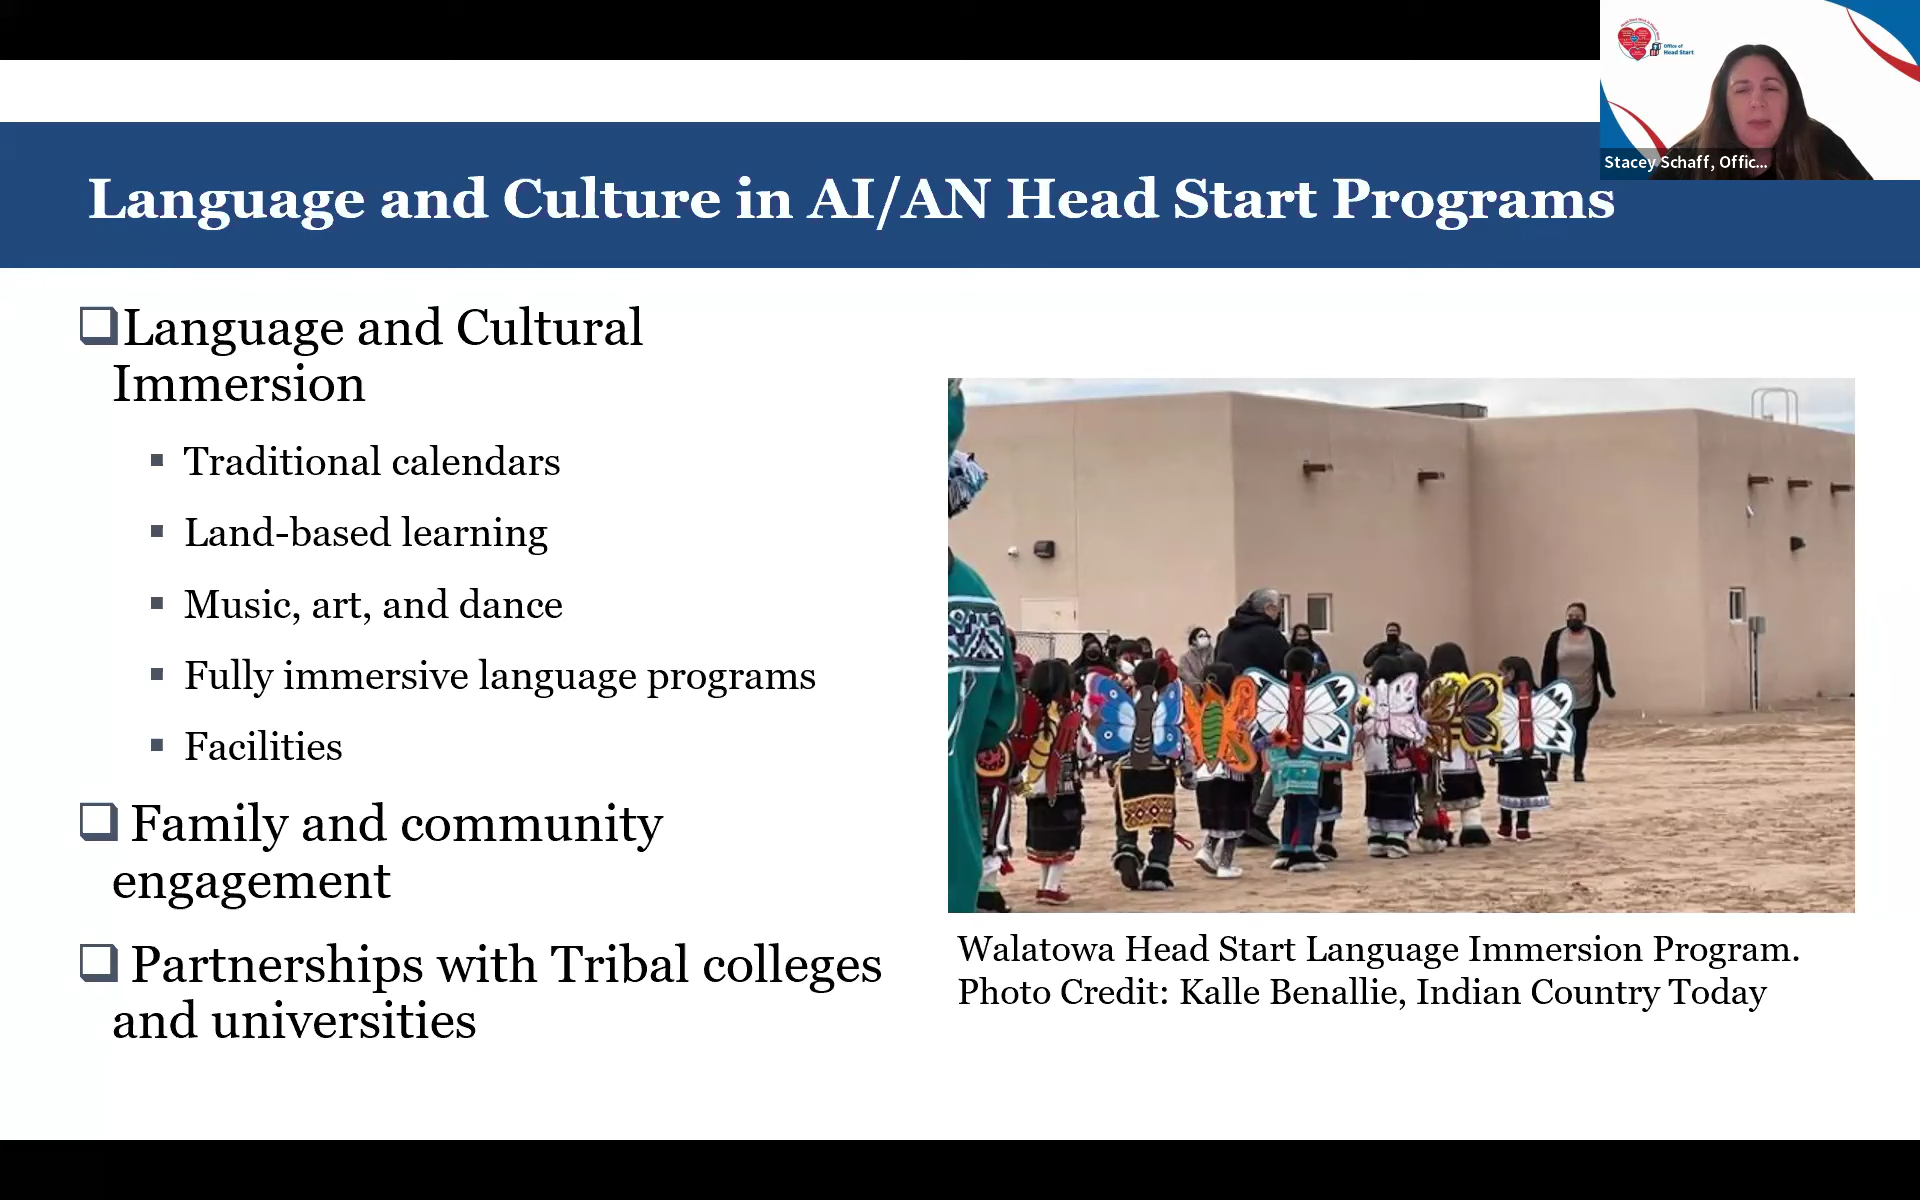 Office of
Head Start
Stacey Schaff, Offic...
Language and Culture in AI/AN Head Start Programs
Language and Cultural
Immersion
Traditional calendars
Land-based learning
Music, art, and dance
Fully immersive language programs
Facilities
Family and community
engagement
Partnerships with Tribal colleges
and universities
Walatowa Head Start Language Immersion Program.
Photo Credit: Kalle Benallie, Indian Country Today